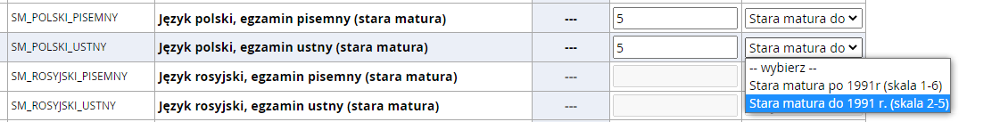 SM_POLSKI_PISEMNY Język polski, egzamin pisemny (stara matura) --- 5 Stara matura do
SM_POLSKI_USTNY Język polski, egzamin ustny (stara matura) --- 5 Stara matura do
-- wybierz --
SM_ROSYJSKI_PISEMNY Język rosyjski, egzamin pisemny (stara matura) --- Stara matura po 1991r (skala 1-6)
SM_ROSYJSKI_USTNY Język rosyjski, egzamin ustny (stara matura) --- Stara matura do 1991 r. (skala 2-5)